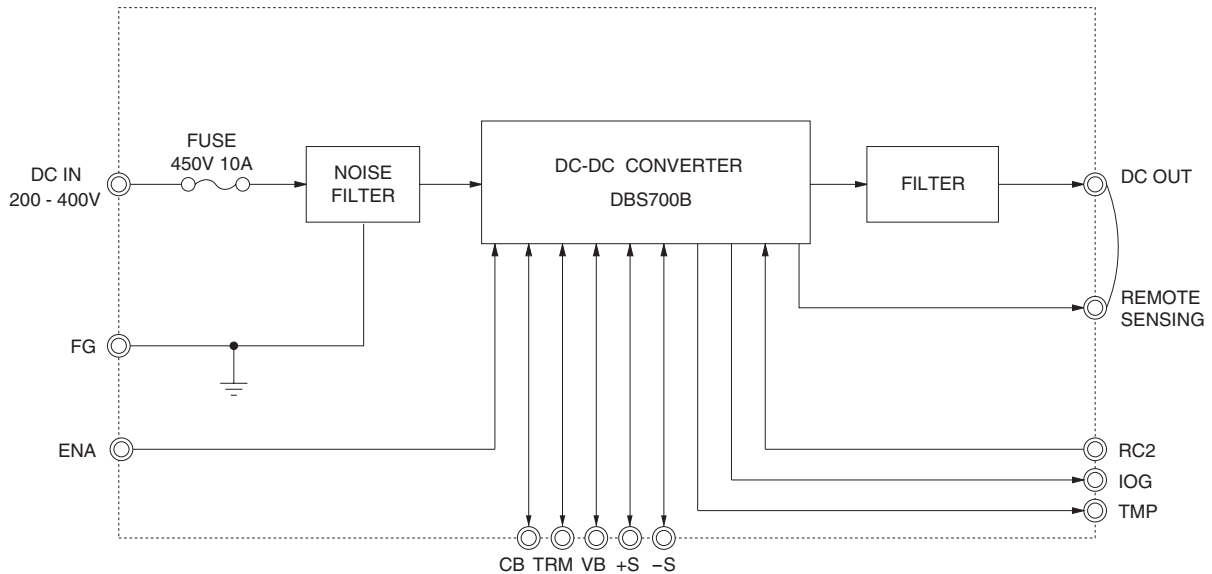 FUSE
450V 10A
DC IN
200 - 400V
NOISE
FILTER
DC-DC CONVERTER
DBS700B
FILTER
DC OUT
REMOTE
SENSING
FG
ENA
RC2
IOG
TMP
CB TRM VB +S −S